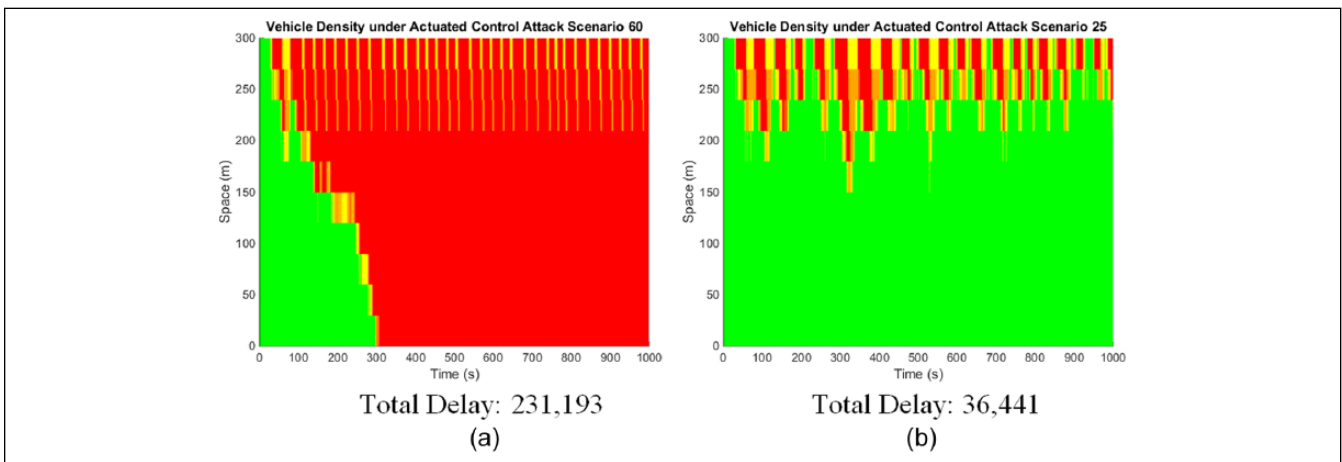 Vehicle Density under Actuated Control Attack Scenario 60
300
250
200
150
100
50
0
Space (m)
0 100 200 300 400 500 600 700 800 900 1000
Time (s)
Total Delay: 231,193
(a)
Vehicle Density under Actuated Control Attack Scenario 25
300
250
200
150
100
50
0
Space (m)
0 100 200 300 400 500 600 700 800 900 1000
Time (s)
Total Delay: 36,441
(b)